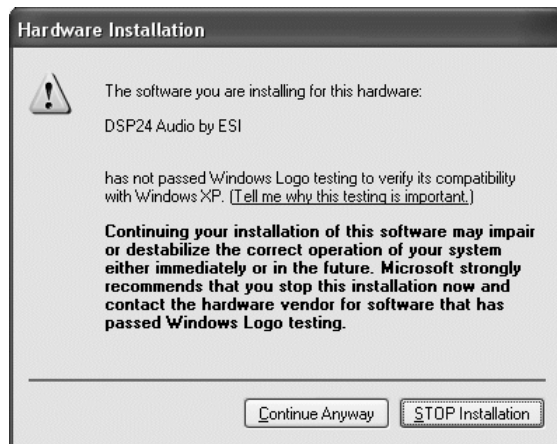 Hardware Installation
The software you are installing for this hardware:
DSP24 Audio by ESI
has not passed Windows Logo testing to verify its compatibility
with Windows XP. (Tell me why this testing is important.)
Continuing your installation of this software may impair
or destabilize the correct operation of your system
either immediately or in the future. Microsoft strongly
recommends that you stop this installation now and
contact the hardware vendor for software that has
passed Windows Logo testing.
Continue Anyway
STOP Installation